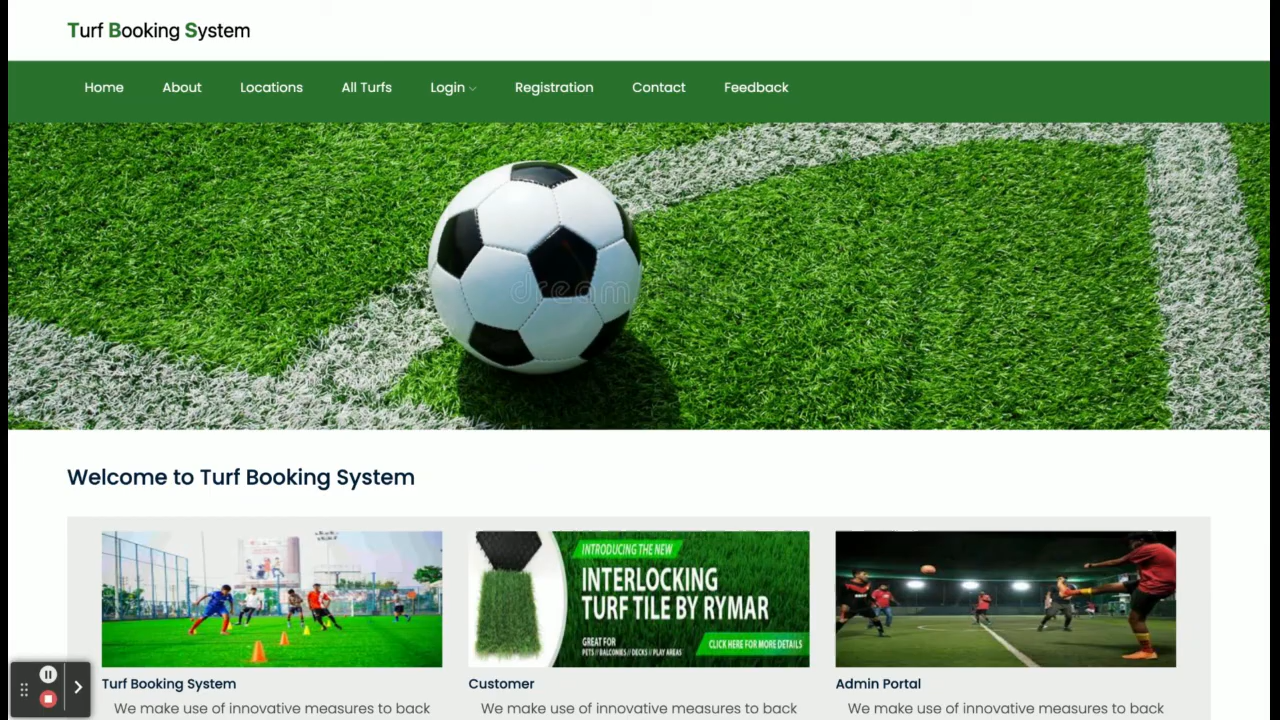 Turf Booking System
Home About Locations All Turfs Login Registration Contact Feedback
dream
Welcome to Turf Booking System
INTRODUCING THE NEW
INTERLOCKING
TURF TILE BY RYMAR
GREAT FOR
PETS // BALCONIES // DECKS // PLAY AREAS
CLICK HERE FOR MORE DETAILS
Turf Booking System
Customer
Admin Portal
We make use of innovative measures to back
We make use of innovative measures to back
We make use of innovative measures to back